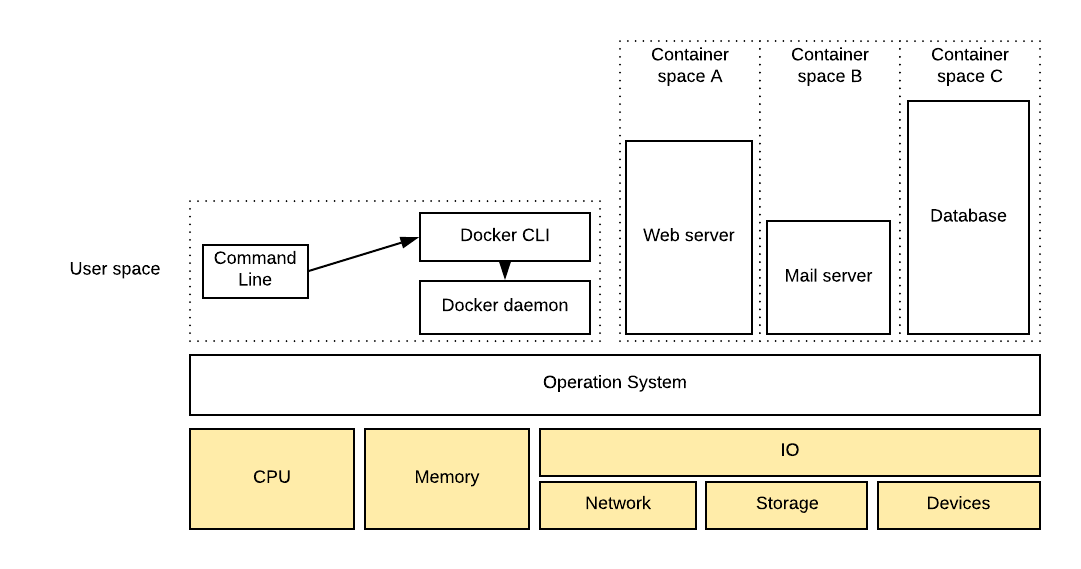 Container
space A
Container
space B
Container
space C
Database
Web server
Docker CLI
Command
Line
User space
Mail server
Docker daemon
Operation System
IO
CPU
Memory
Network
Storage
Devices